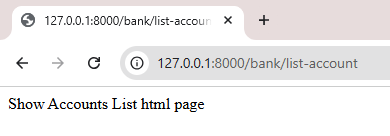 127.0.0.1:8000/bank/list-accoun
127.0.0.1:8000/bank/list-account
Show Accounts List html page